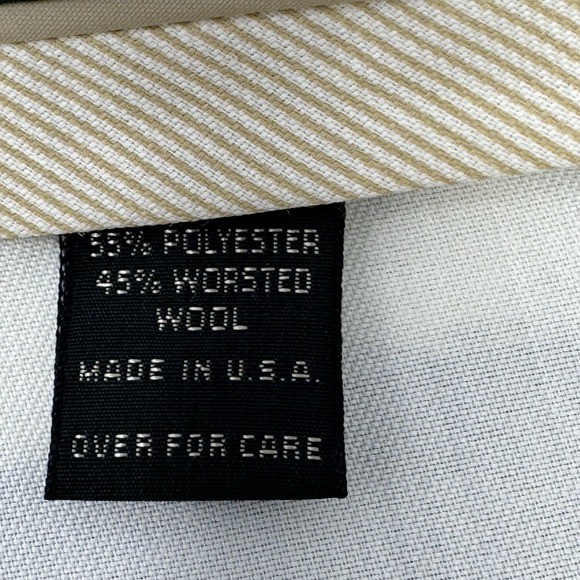 55% POLYESTER
45% WORSTED
WOOL
MADE IN U.S.A.
OVER FOR CARE